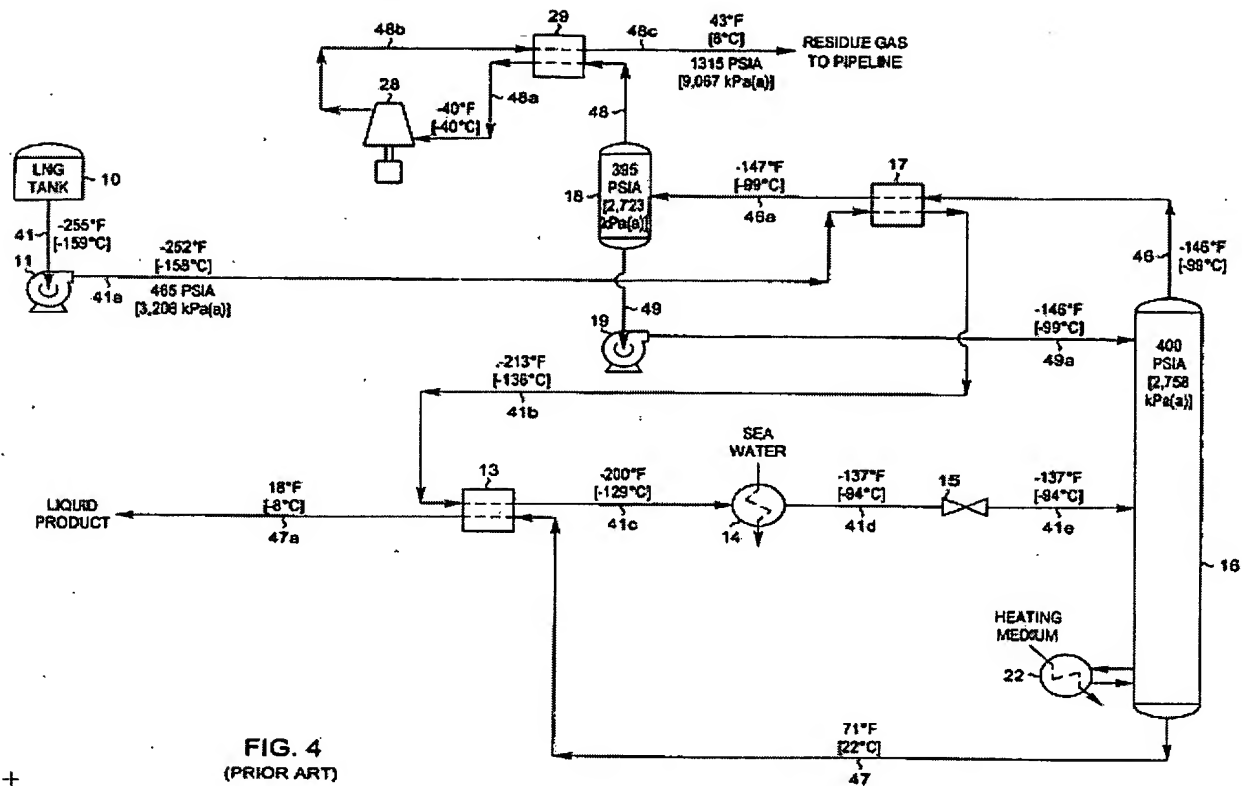 29
43°F
[6°C]
48b
48c
RESIDUE GAS
TO PIPELINE
1315 PSIA
[9,067 kPa(a)]
28
-40°F
[-40°C]
48a
48
LNG
TANK
10
395
PSIA
[2,723
kPa(a)]
18
-147°F
[-99°C]
46a
17
41
-255°F
[-159°C]
-252°F
[-158°C]
11
41a
465 PSIA
[3,206 kPa(a)]
46
-146°F
[-99°C]
49
19
-146°F
[-99°C]
49a
400
PSIA
[2,758
kPa(a)]
-213°F
[-136°C]
41b
SEA
WATER
13
18°F
[-8°C]
LIQUID
PRODUCT
47a
-200°F
[-129°C]
41c
14
-137°F
[-94°C]
41d
15
-137°F
[-94°C]
41e
16
HEATING
MEDIUM
22
71°F
[22°C]
47
FIG. 4
(PRIOR ART)
+